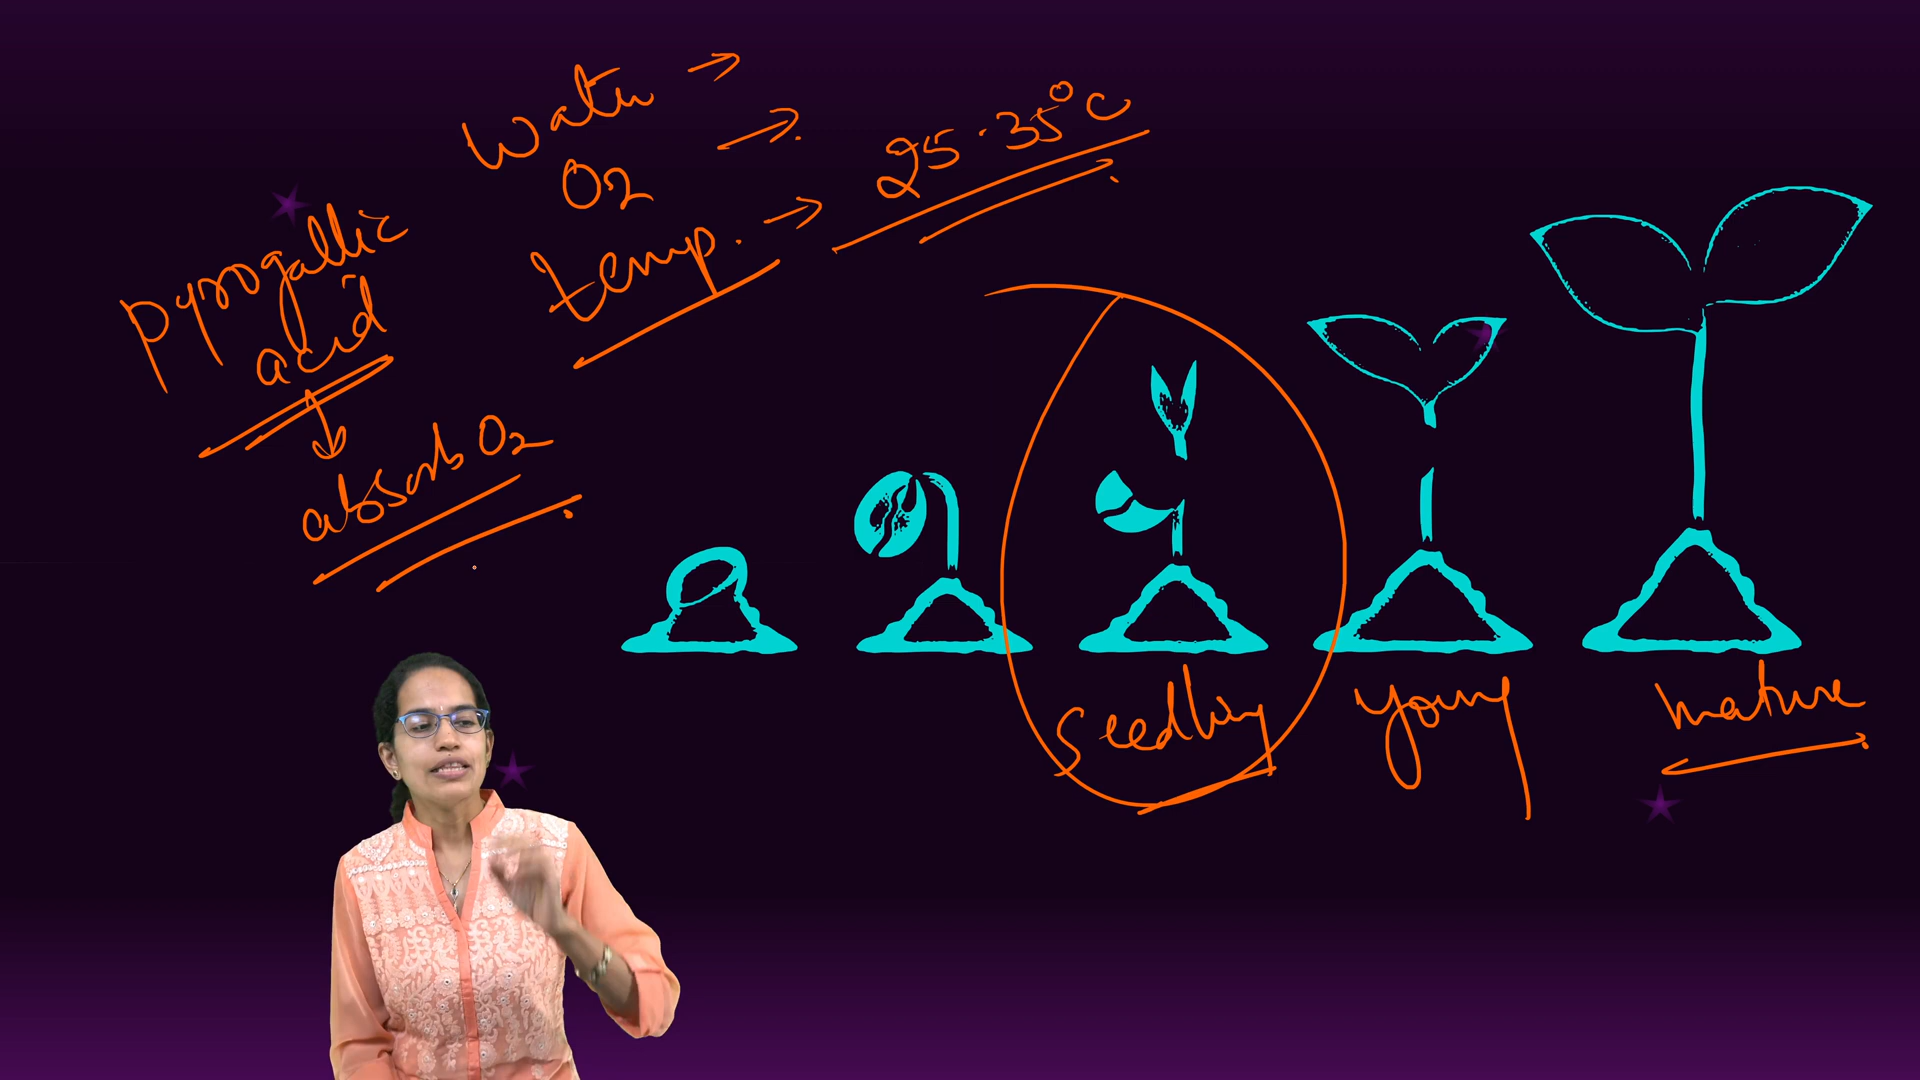 Water →
O2 →
temp. → 25-35°C
pyrogallic
acid
absorb O2
Seedling
young
mature